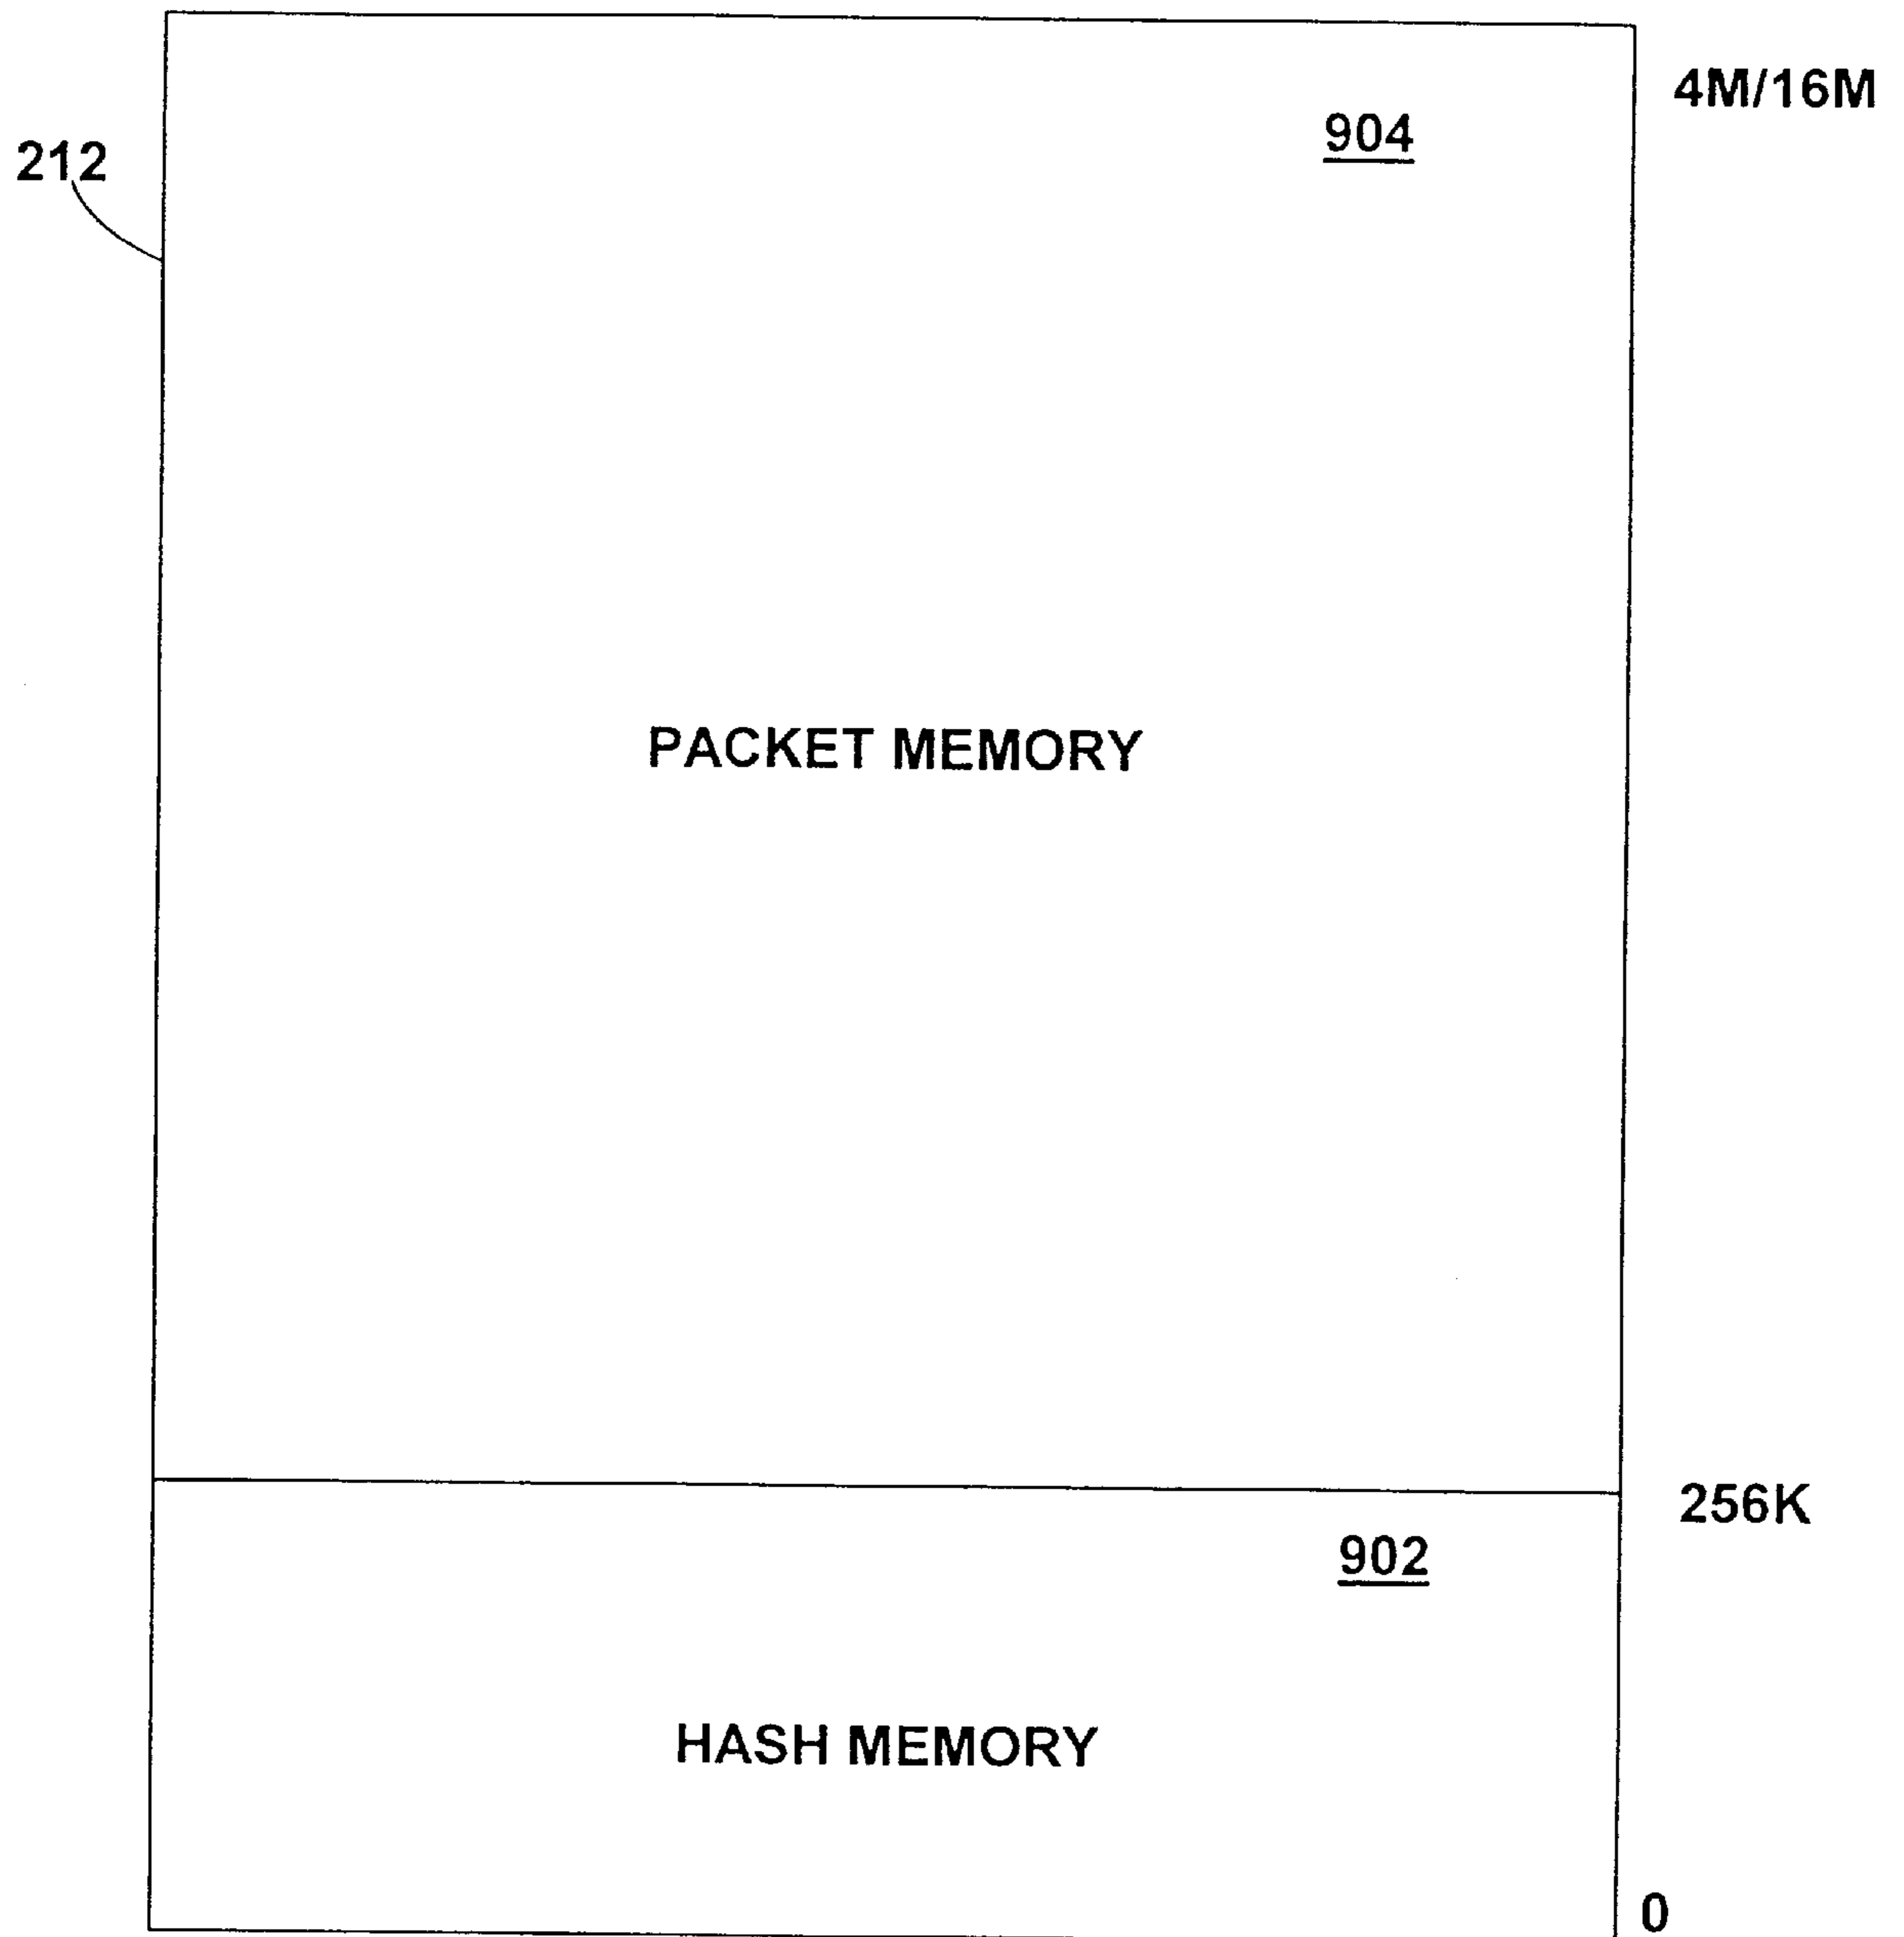 4M/16M
904
212
PACKET MEMORY
256K
902
HASH MEMORY
0